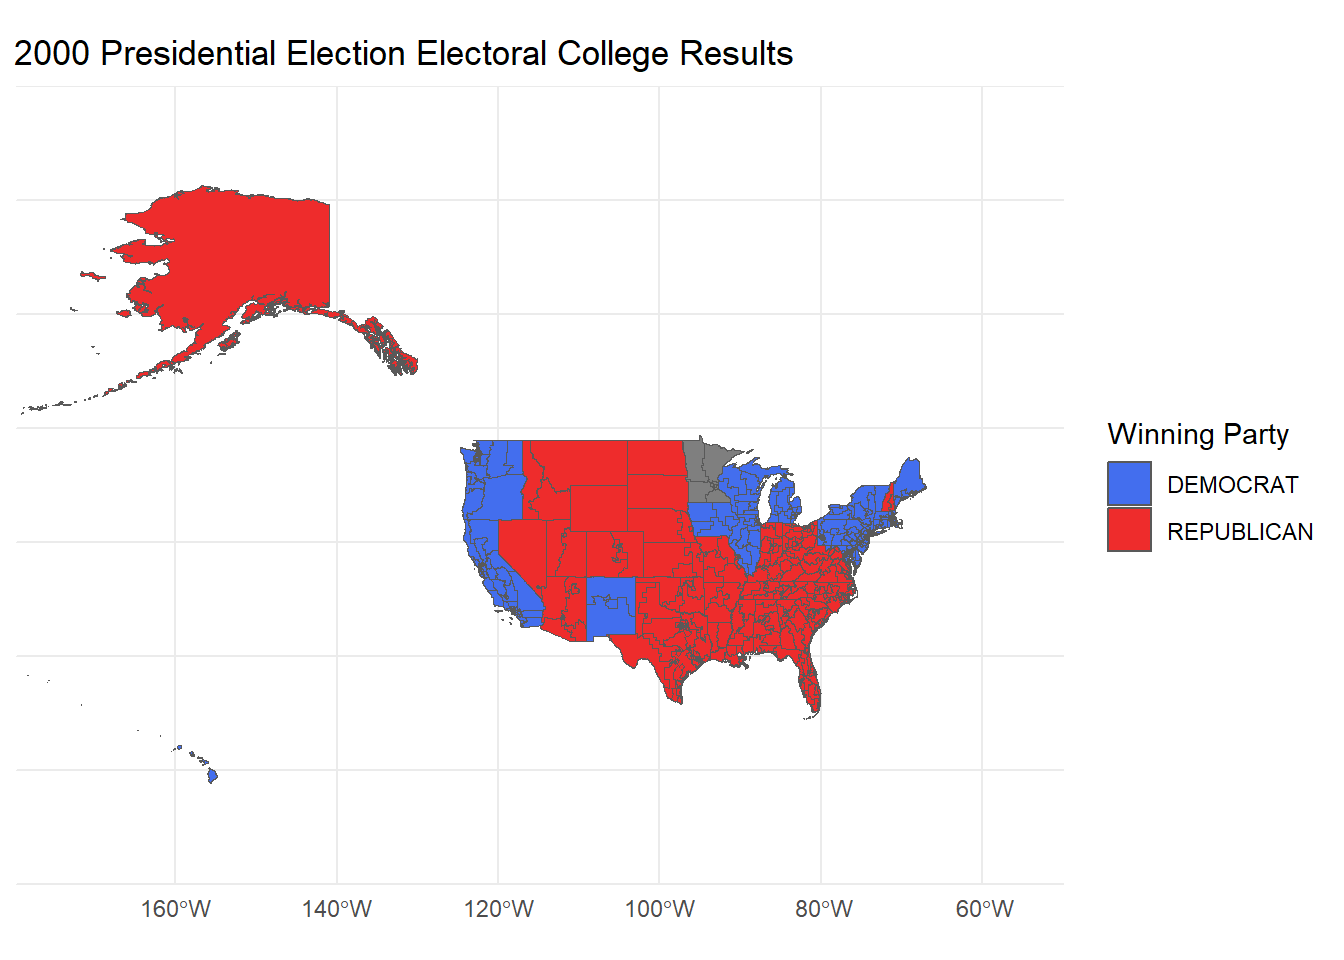 2000 Presidential Election Electoral College Results
Winning Party
DEMOCRAT
REPUBLICAN
160°W 140°W 120°W 100°W 80°W 60°W